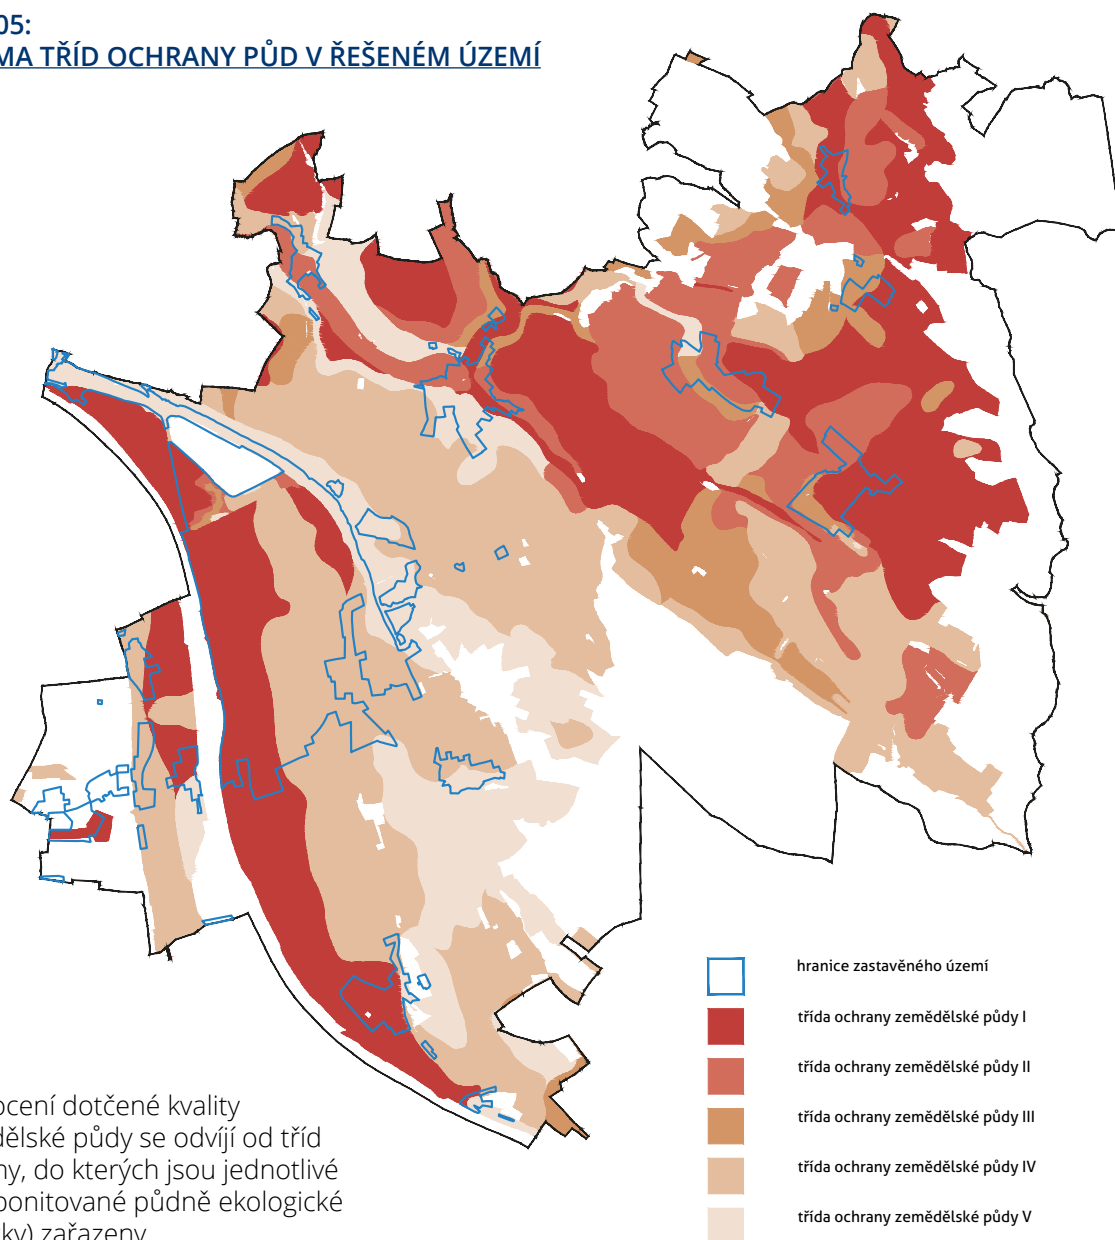 05:
MA TŘÍD OCHRANY PŮD V ŘEŠENÉM ÚZEMÍ
hranice zastavěného území
třída ochrany zemědělské půdy I
třída ochrany zemědělské půdy II
třída ochrany zemědělské půdy III
třída ochrany zemědělské půdy IV
třída ochrany zemědělské půdy V
ocení dotčené kvality
dělské půdy se odvíjí od tříd
ny, do kterých jsou jednotlivé
bonitované půdně ekologické
ky) zařazeny